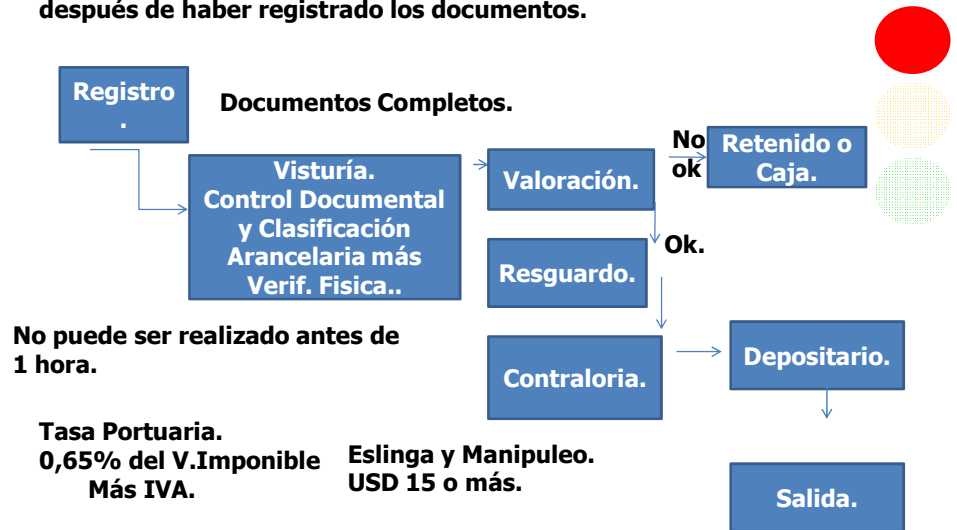 después de haber registrado los documentos.
Registro
.
Documentos Completos.
Visturía.
Control Documental
y Clasificación
Arancelaria más
Verif. Fisica..
Valoración.
No
ok
Retenido o
Caja.
Ok.
Resguardo.
No puede ser realizado antes de
1 hora.
Contraloria.
Depositario.
Tasa Portuaria.
0,65% del V.Imponible
Más IVA.
Eslinga y Manipuleo.
USD 15 o más.
Salida.